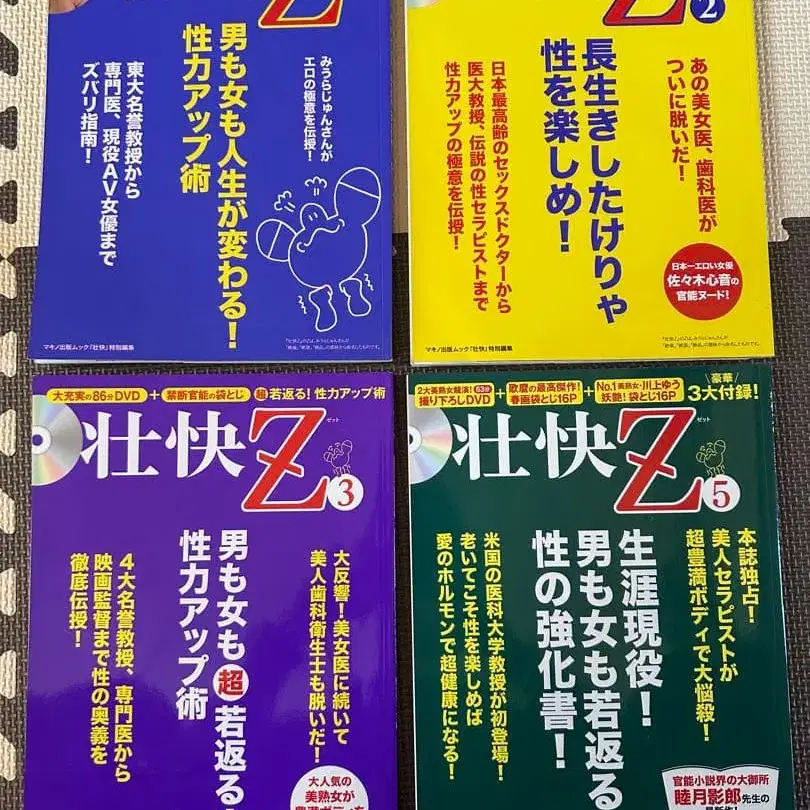 Z
みうらじゅんさんが
エロの極意を伝授!
男も女も人生が変わる!
性力アップ術
東大名誉教授から
専門医、現役AV女優まで
ズバリ指南!
マキノ出版ムック「壮快」特別編集
Z2
あの美女医、歯科医が
ついに脱いだ!
長生きしたけりゃ
性を楽しめ!
日本最高齢のセックスドクターから
医大教授、伝説の性セラピストまで
性力アップの極意を伝授!
日本一エロい女優
佐々木心音の
官能ヌード!
マキノ出版ムック「壮快」特別編集
大充実の86分DVD+禁断官能の袋とじ+超若返る!性力アップ術
壮快Z3
ゼット
大反響!美女医に続いて
美人歯科衛生士も脱いだ!
男も女も超若返る
性力アップ術
4大名誉教授、専門医から
映画監督まで性の奥義を
徹底伝授!
大人気の
美熟女が
2大美熟女競演!63分
撮り下ろしDVD
+
歌麿の最高傑作!
春画袋とじ16P
+
No.1美熟女・川上ゆう
妖艶!袋とじ16P
豪華
3大付録!
壮快Z5
ゼット
本誌独占!
美人セラピストが
超豊満ボディで大悩殺!
生涯現役!
男も女も若返る
性の強化書!
米国の医科大学教授が初登場!
老いてこそ性を楽しめば
愛のホルモンで超健康になる!
官能小説界の大御所
睦月影郎先生の